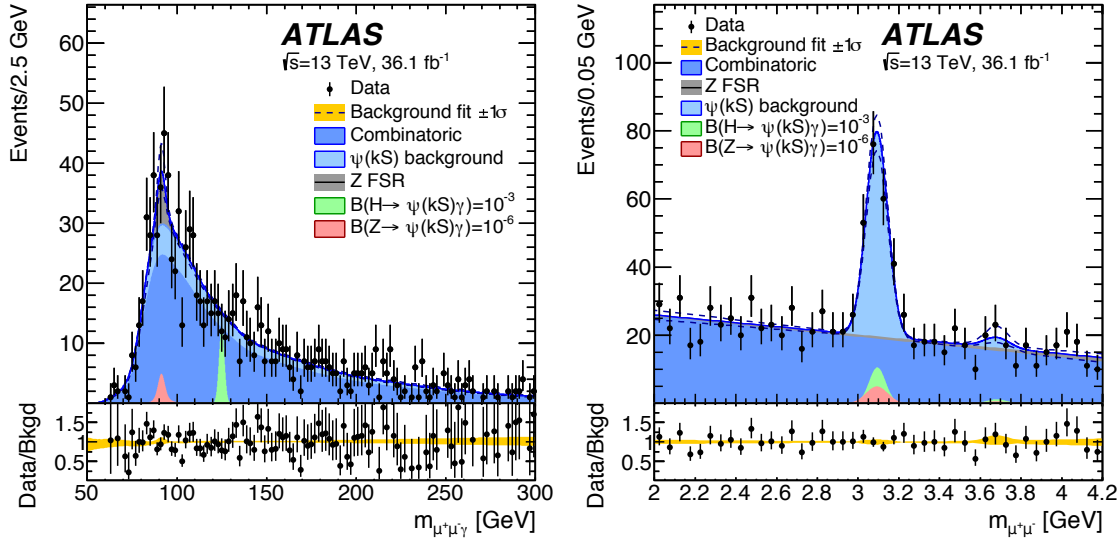 ATLAS
√s=13 TeV, 36.1 fb⁻¹
Data
Background fit ±1σ
Combinatoric
ψ(kS) background
Z FSR
B(H→ ψ(kS)γ)=10⁻³
B(Z→ ψ(kS)γ)=10⁻⁶
Events/2.5 GeV
60
50
40
30
20
10
Data/Bkgd
1.5
1
0.5
50 100 150 200 250 300
m_μ⁺μ⁻γ [GeV]
ATLAS
√s=13 TeV, 36.1 fb⁻¹
Data
Background fit ±1σ
Combinatoric
Z FSR
ψ(kS) background
B(H→ ψ(kS)γ)=10⁻³
B(Z→ ψ(kS)γ)=10⁻⁶
Events/0.05 GeV
100
80
60
40
20
Data/Bkgd
1.5
1
0.5
2 2.2 2.4 2.6 2.8 3 3.2 3.4 3.6 3.8 4 4.2
m_μ⁺μ⁻ [GeV]